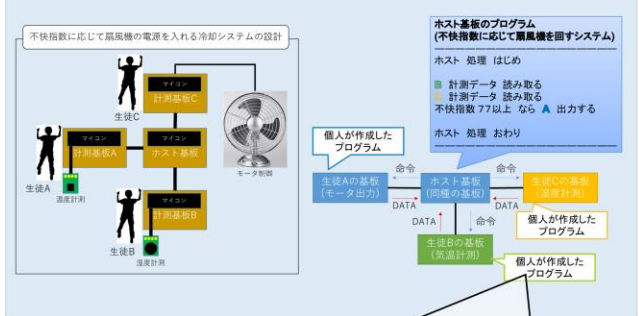 不快指数に応じて扇風機の電源を入れる冷却システムの設計
マイコン
計測基板C
生徒C
マイコン
計測基板A
マイコン
ホスト基板
モータ制御
生徒A
温度計測
マイコン
計測基板B
生徒B
湿度計測
ホスト基板のプログラム
(不快指数に応じて扇風機を回すシステム)
ホスト 処理 はじめ
B 計測データ 読み取る
C 計測データ 読み取る
不快指数 77以上 なら A 出力する
ホスト 処理 おわり
個人が作成した
プログラム
生徒Aの基板
(モータ出力)
命令
DATA
ホスト基板
(同種の基板)
命令
DATA
生徒Cの基板
(湿度計測)
DATA
命令
個人が作成した
プログラム
生徒Bの基板
(気温計測)
個人が作成した
プログラム